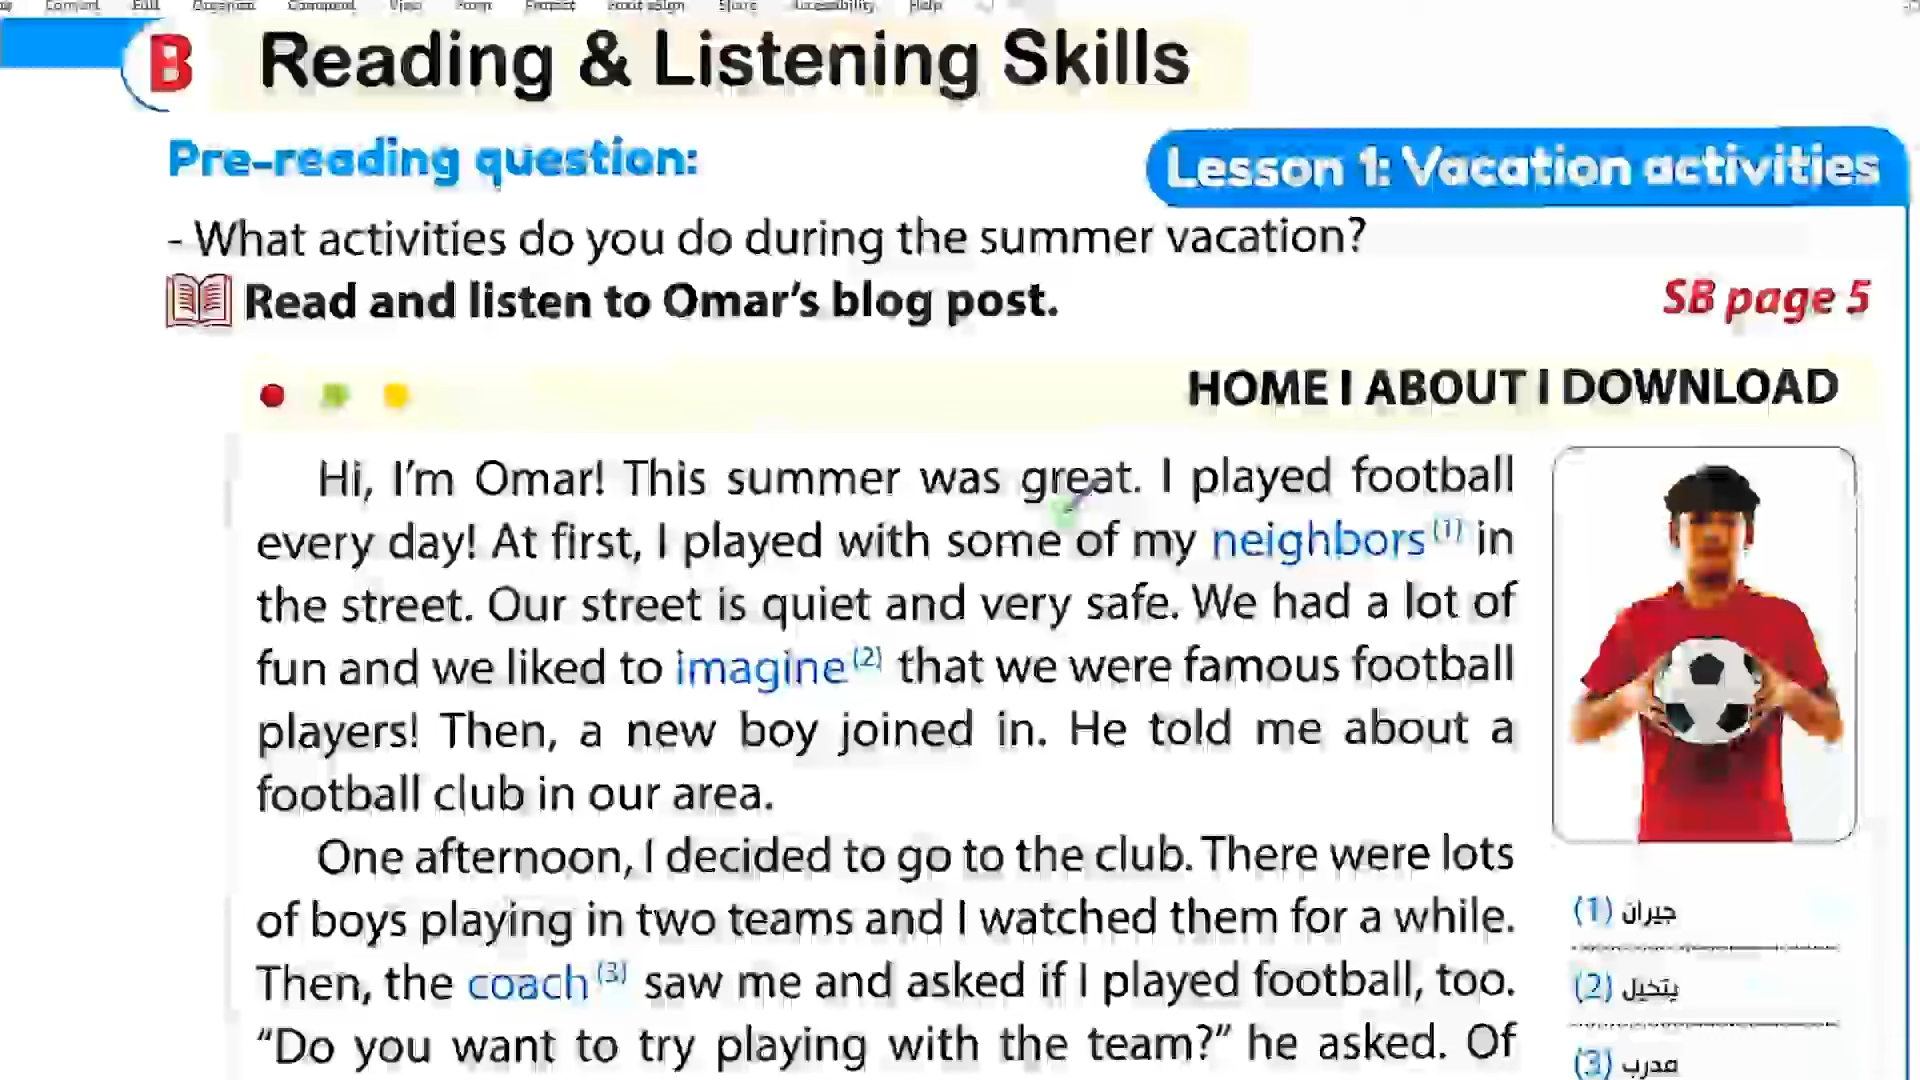 B Reading & Listening Skills
Pre-reading question:
Lesson 1: Vacation activities
- What activities do you do during the summer vacation?
Read and listen to Omar's blog post.
SB page 5
HOME I ABOUT I DOWNLOAD
Hi, I'm Omar! This summer was great. I played football
every day! At first, I played with some of my neighbors(1) in
the street. Our street is quiet and very safe. We had a lot of
fun and we liked to imagine(2) that we were famous football
players! Then, a new boy joined in. He told me about a
football club in our area.
One afternoon, I decided to go to the club. There were lots
of boys playing in two teams and I watched them for a while.
Then, the coach(3) saw me and asked if I played football, too.
“Do you want to try playing with the team?” he asked. Of
(1) جيران
(2) يتخيل
(3) مدرب